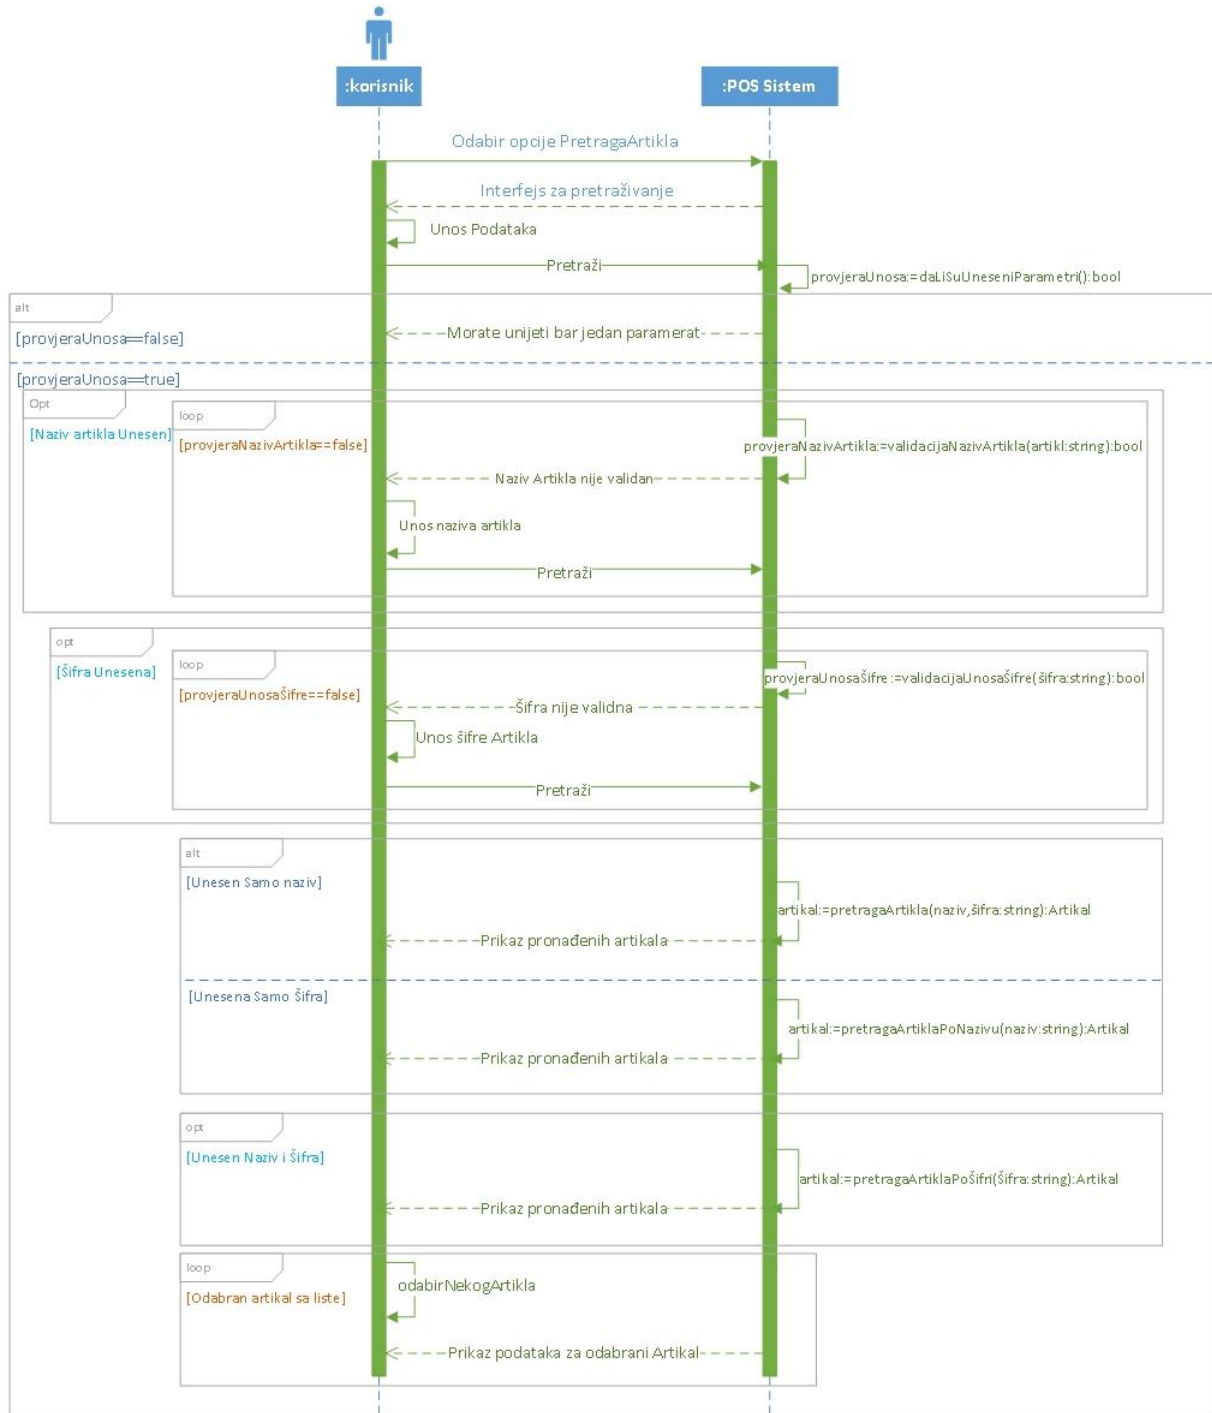 :korisnik
:POS Sistem
Odabir opcije PretragaArtikla
Interfejs za pretraživanje
Unos Podataka
Pretraži
provjeraUnosa:=daLiSuUneseniParametri():bool
alt
[provjeraUnosa==false]
Morate unijeti bar jedan paramerat
[provjeraUnosa==true]
Opt
[Naziv artikla Unesen]
loop
[provjeraNazivArtikla==false]
provjeraNazivArtikla:=validacijaNazivArtikla(artikl:string):bool
Naziv Artikla nije validan
Unos naziva artikla
Pretraži
opt
[Šifra Unesena]
loop
[provjeraUnosaŠifre==false]
provjeraUnosaŠifre :=validacijaUnosaŠifre(šifra:string):bool
Šifra nije validna
Unos šifre Artikla
Pretraži
alt
[Unesen Samo naziv]
artikal:=pretragaArtikla(naziv,šifra:string):Artikal
Prikaz pronađenih artikala
[Unesena Samo Šifra]
artikal:=pretragaArtiklaPoNazivu(naziv:string):Artikal
Prikaz pronađenih artikala
opt
[Unesen Naziv i Šifra]
artikal:=pretragaArtiklaPoŠifri(Šifra:string):Artikal
Prikaz pronađenih artikala
loop
[Odabran artikal sa liste]
odabirNekogArtikla
Prikaz podataka za odabrani Artikal